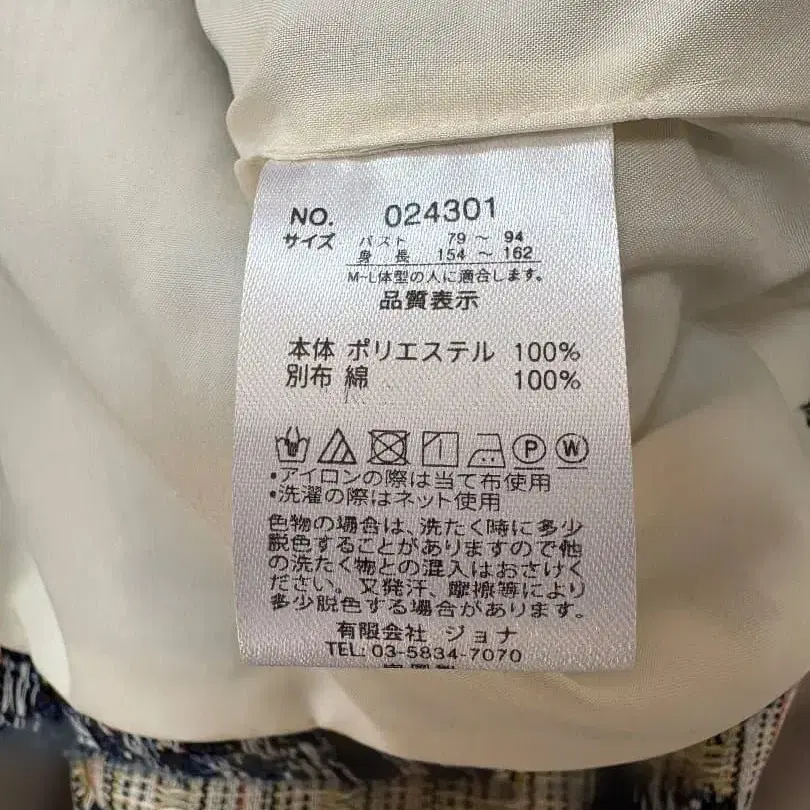 NO. 024301
サイズ バスト 79 ～ 94
身長 154 ～ 162
M-L体型の人に適合します。
品質表示
本体 ポリエステル 100%
別布 綿 100%
P W
・アイロンの際は当て布使用
・洗濯の際はネット使用
色物の場合は、洗たく時に多少
脱色することがありますので他
の洗たく物との混入はおさけく
ださい。又発汗、摩擦等により
多少脱色する場合があります。
有限会社 ジョナ
TEL: 03-5834-7070